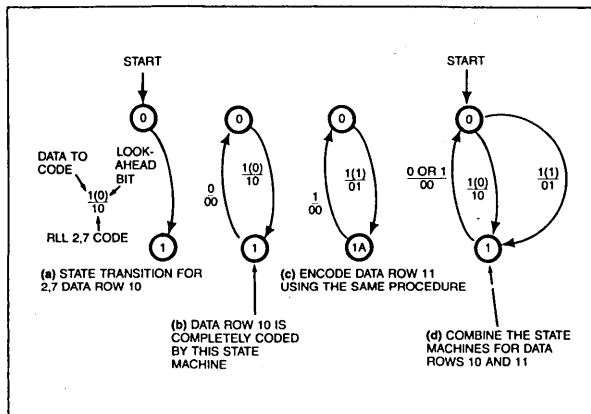 START
0
DATA TO
CODE
LOOK-
AHEAD
BIT
1(0)
10
RLL 2,7 CODE
1
(a) STATE TRANSITION FOR
2,7 DATA ROW 10
0
0
00
1(0)
10
1
(b) DATA ROW 10 IS
COMPLETELY CODED
BY THIS STATE
MACHINE
0
1
00
1(1)
01
1A
(c) ENCODE DATA ROW 11
USING THE SAME PROCEDURE
START
0
0 OR 1
00
1(0)
10
1(1)
01
1
(d) COMBINE THE STATE
MACHINES FOR DATA
ROWS 10 AND 11